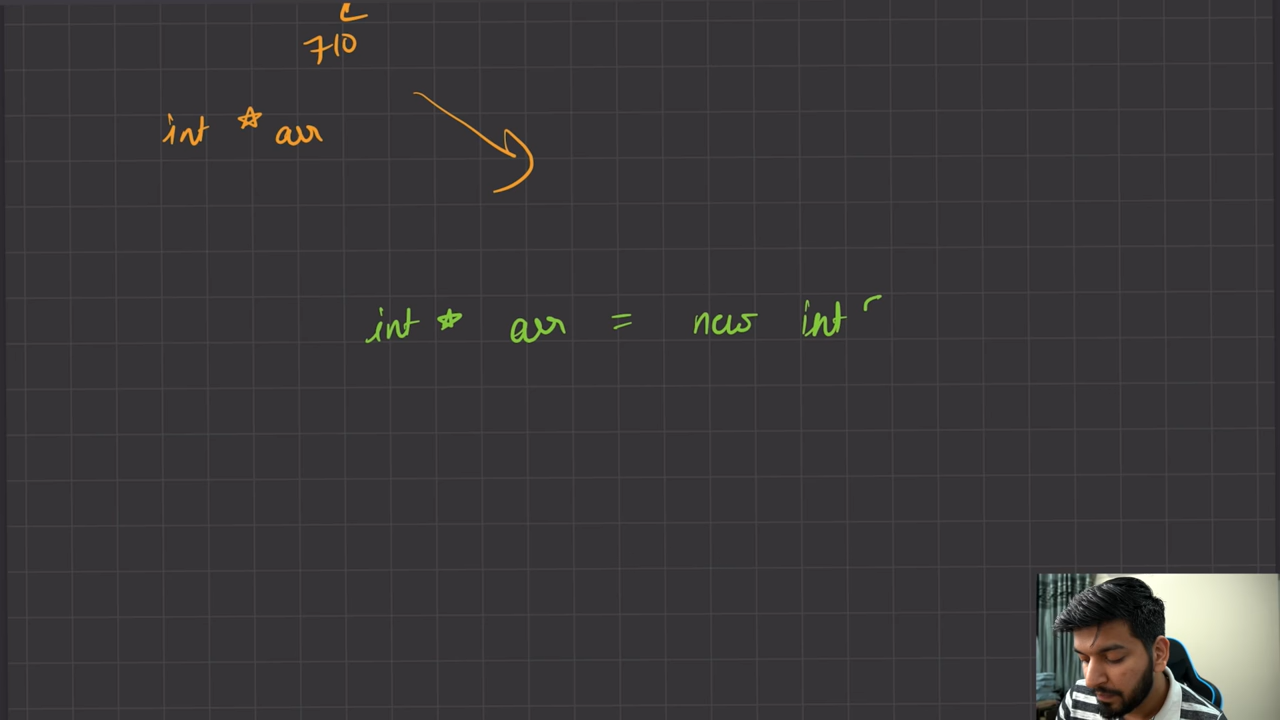 710
int * arr
int * arr = new int [